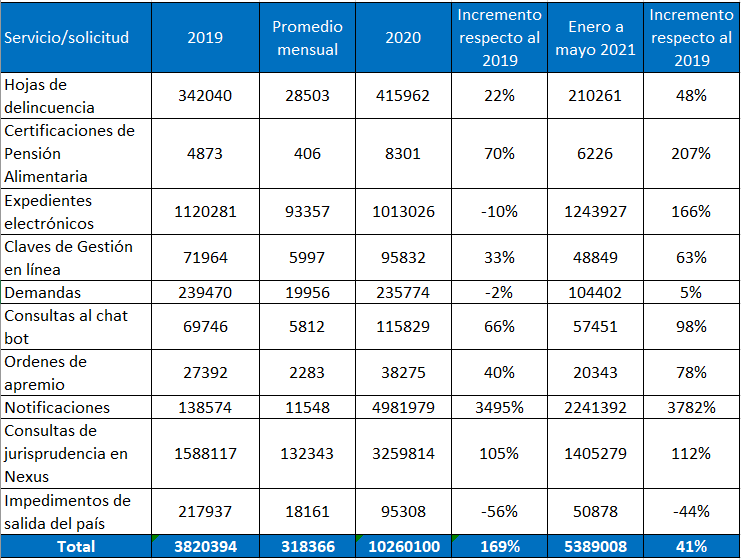 Servicio/solicitud 2019 Promedio mensual 2020 Incremento respecto al 2019 Enero a mayo 2021 Incremento respecto al 2019
Hojas de delincuencia 342040 28503 415962 22% 210261 48%
Certificaciones de Pensión Alimentaria 4873 406 8301 70% 6226 207%
Expedientes electrónicos 1120281 93357 1013026 -10% 1243927 166%
Claves de Gestión en línea 71964 5997 95832 33% 48849 63%
Demandas 239470 19956 235774 -2% 104402 5%
Consultas al chat bot 69746 5812 115829 66% 57451 98%
Ordenes de apremio 27392 2283 38275 40% 20343 78%
Notificaciones 138574 11548 4981979 3495% 2241392 3782%
Consultas de jurisprudencia en Nexus 1588117 132343 3259814 105% 1405279 112%
Impedimentos de salida del país 217937 18161 95308 -56% 50878 -44%
Total 3820394 318366 10260100 169% 5389008 41%